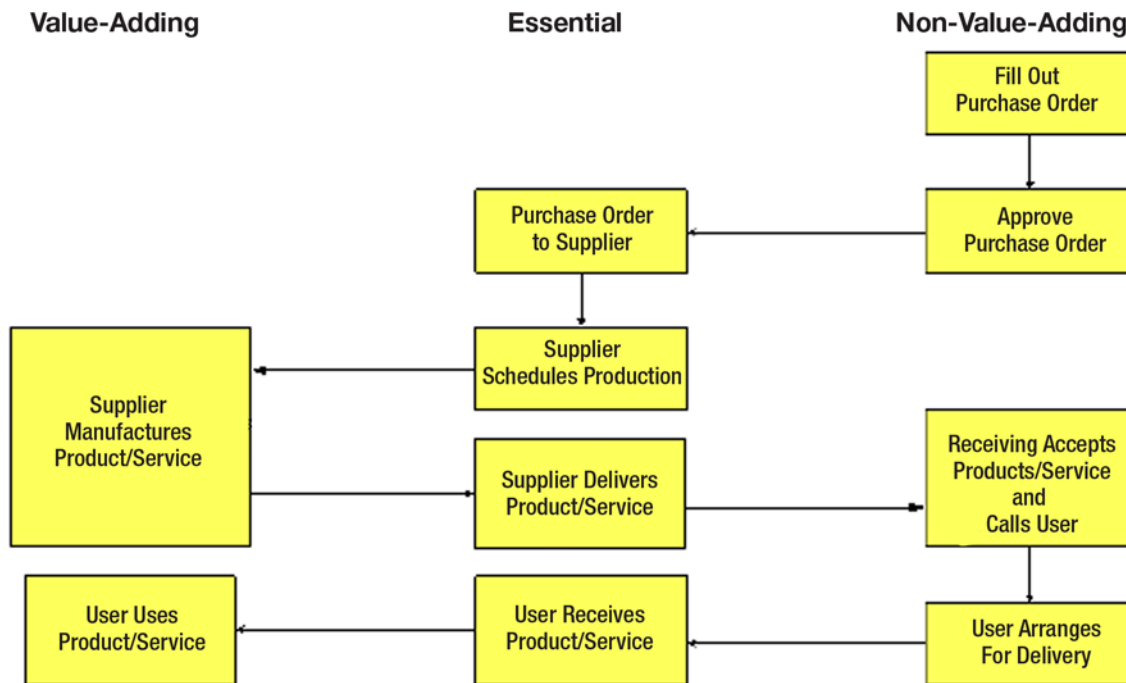 Value-Adding
Essential
Non-Value-Adding
Fill Out
Purchase Order
Purchase Order
to Supplier
Approve
Purchase Order
Supplier
Manufactures
Product/Service
Supplier
Schedules Production
Supplier Delivers
Product/Service
Receiving Accepts
Products/Service
and
Calls User
User Uses
Product/Service
User Receives
Product/Service
User Arranges
For Delivery